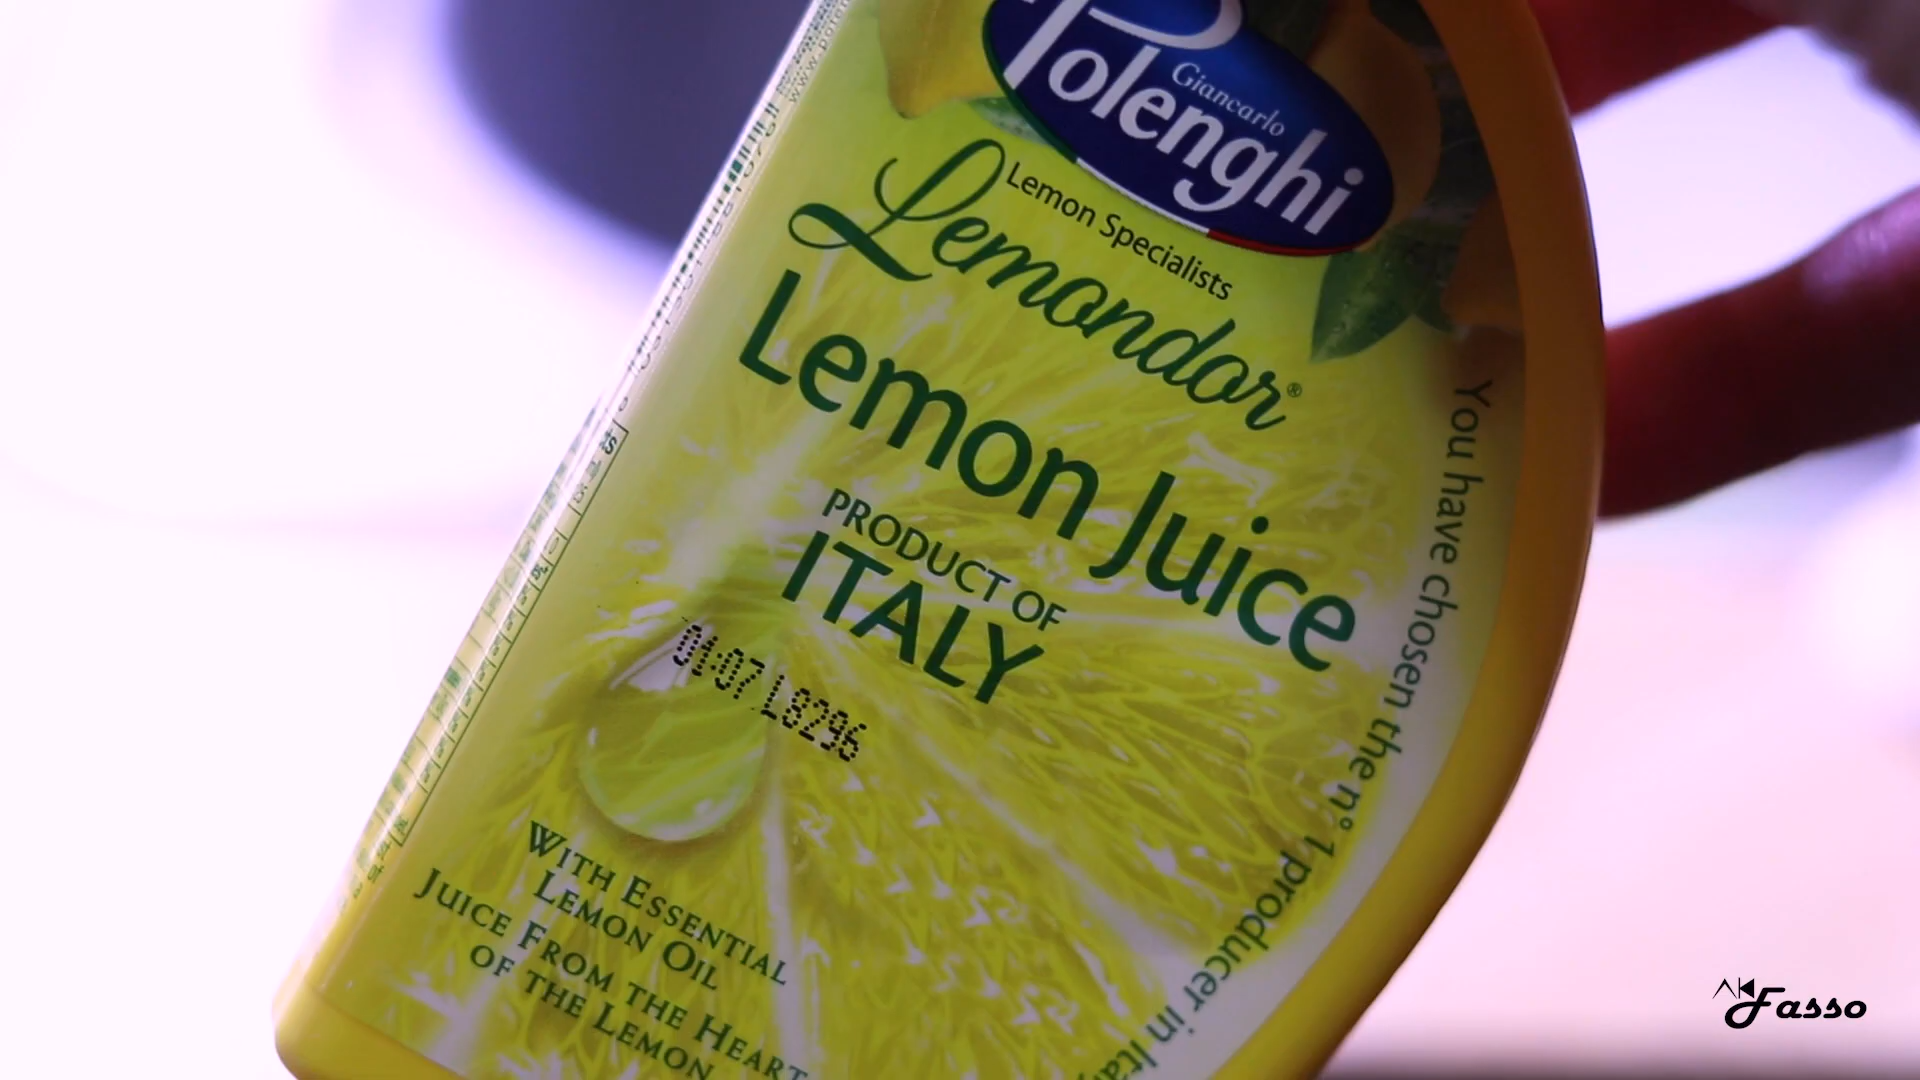 Giancarlo
Polenghi
Lemon Specialists
Lemondor®
Lemon Juice
PRODUCT OF
ITALY
01:07 L8296
WITH ESSENTIAL
LEMON OIL
JUICE FROM THE HEART
OF THE LEMON
You have chosen the n° 1 producer in
Fasso